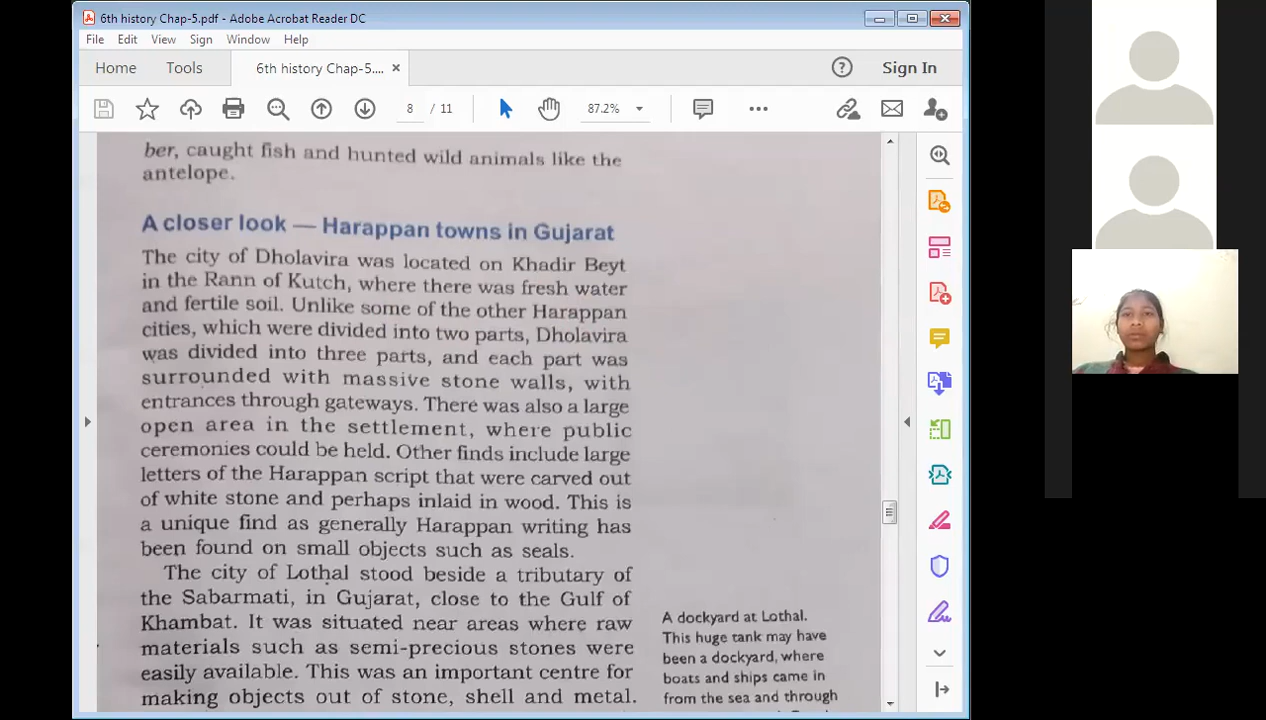 6th history Chap-5.pdf - Adobe Acrobat Reader DC
File Edit View Sign Window Help
Home Tools 6th history Chap-5.... × Sign In
8 / 11 87.2%
ber, caught fish and hunted wild animals like the
antelope.
A closer look — Harappan towns in Gujarat
The city of Dholavira was located on Khadir Beyt
in the Rann of Kutch, where there was fresh water
and fertile soil. Unlike some of the other Harappan
cities, which were divided into two parts, Dholavira
was divided into three parts, and each part was
surrounded with massive stone walls, with
entrances through gateways. There was also a large
open area in the settlement, where public
ceremonies could be held. Other finds include large
letters of the Harappan script that were carved out
of white stone and perhaps inlaid in wood. This is
a unique find as generally Harappan writing has
been found on small objects such as seals.
The city of Lothal stood beside a tributary of
the Sabarmati, in Gujarat, close to the Gulf of
Khambat. It was situated near areas where raw
materials such as semi-precious stones were
easily available. This was an important centre for
making objects out of stone, shell and metal.
A dockyard at Lothal.
This huge tank may have
been a dockyard, where
boats and ships came in
from the sea and through